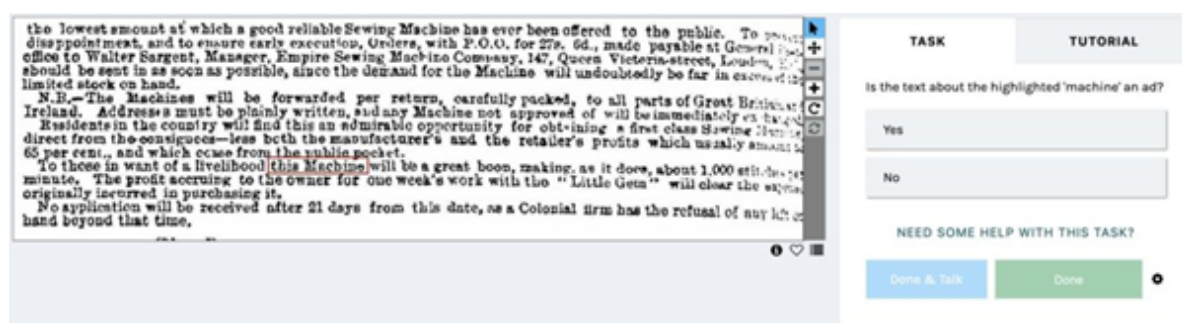 the lowest amount at which a good reliable Sewing Machine has ever been offered to the public. To
disappointment, and to ensure early execution, Orders, with P.O.O. for 27s. 6d., made payable at General
office to Walter Sargent, Manager, Empire Sewing Machine Company, 147, Queen Victoria-street, London,
should be sent in as soon as possible, since the demand for the Machine will undoubtedly be far in excess of the
limited stock on hand.
N.B.—The Machines will be forwarded per return, carefully packed, to all parts of Great Britain
Ireland. Addresses must be plainly written, and any Machine not approved of will be immediately
Residents in the country will find this an admirable opportunity for obtaining a first class Sewing
direct from the consignees—less both the manufacturer's and the retailer's profits which usually
65 per cent., and which come from the public pocket.
To those in want of a livelihood this Machine will be a great boon, making, as it does, about 1,000
minute. The profit accruing to the owner for one week's work with the "Little Gem" will clear the
originally incurred in purchasing it.
No application will be received after 21 days from this date, as a Colonial firm has the refusal of any
hand beyond that time.
TASK
TUTORIAL
Is the text about the highlighted 'machine' an ad?
Yes
No
NEED SOME HELP WITH THIS TASK?
Done & Talk
Done